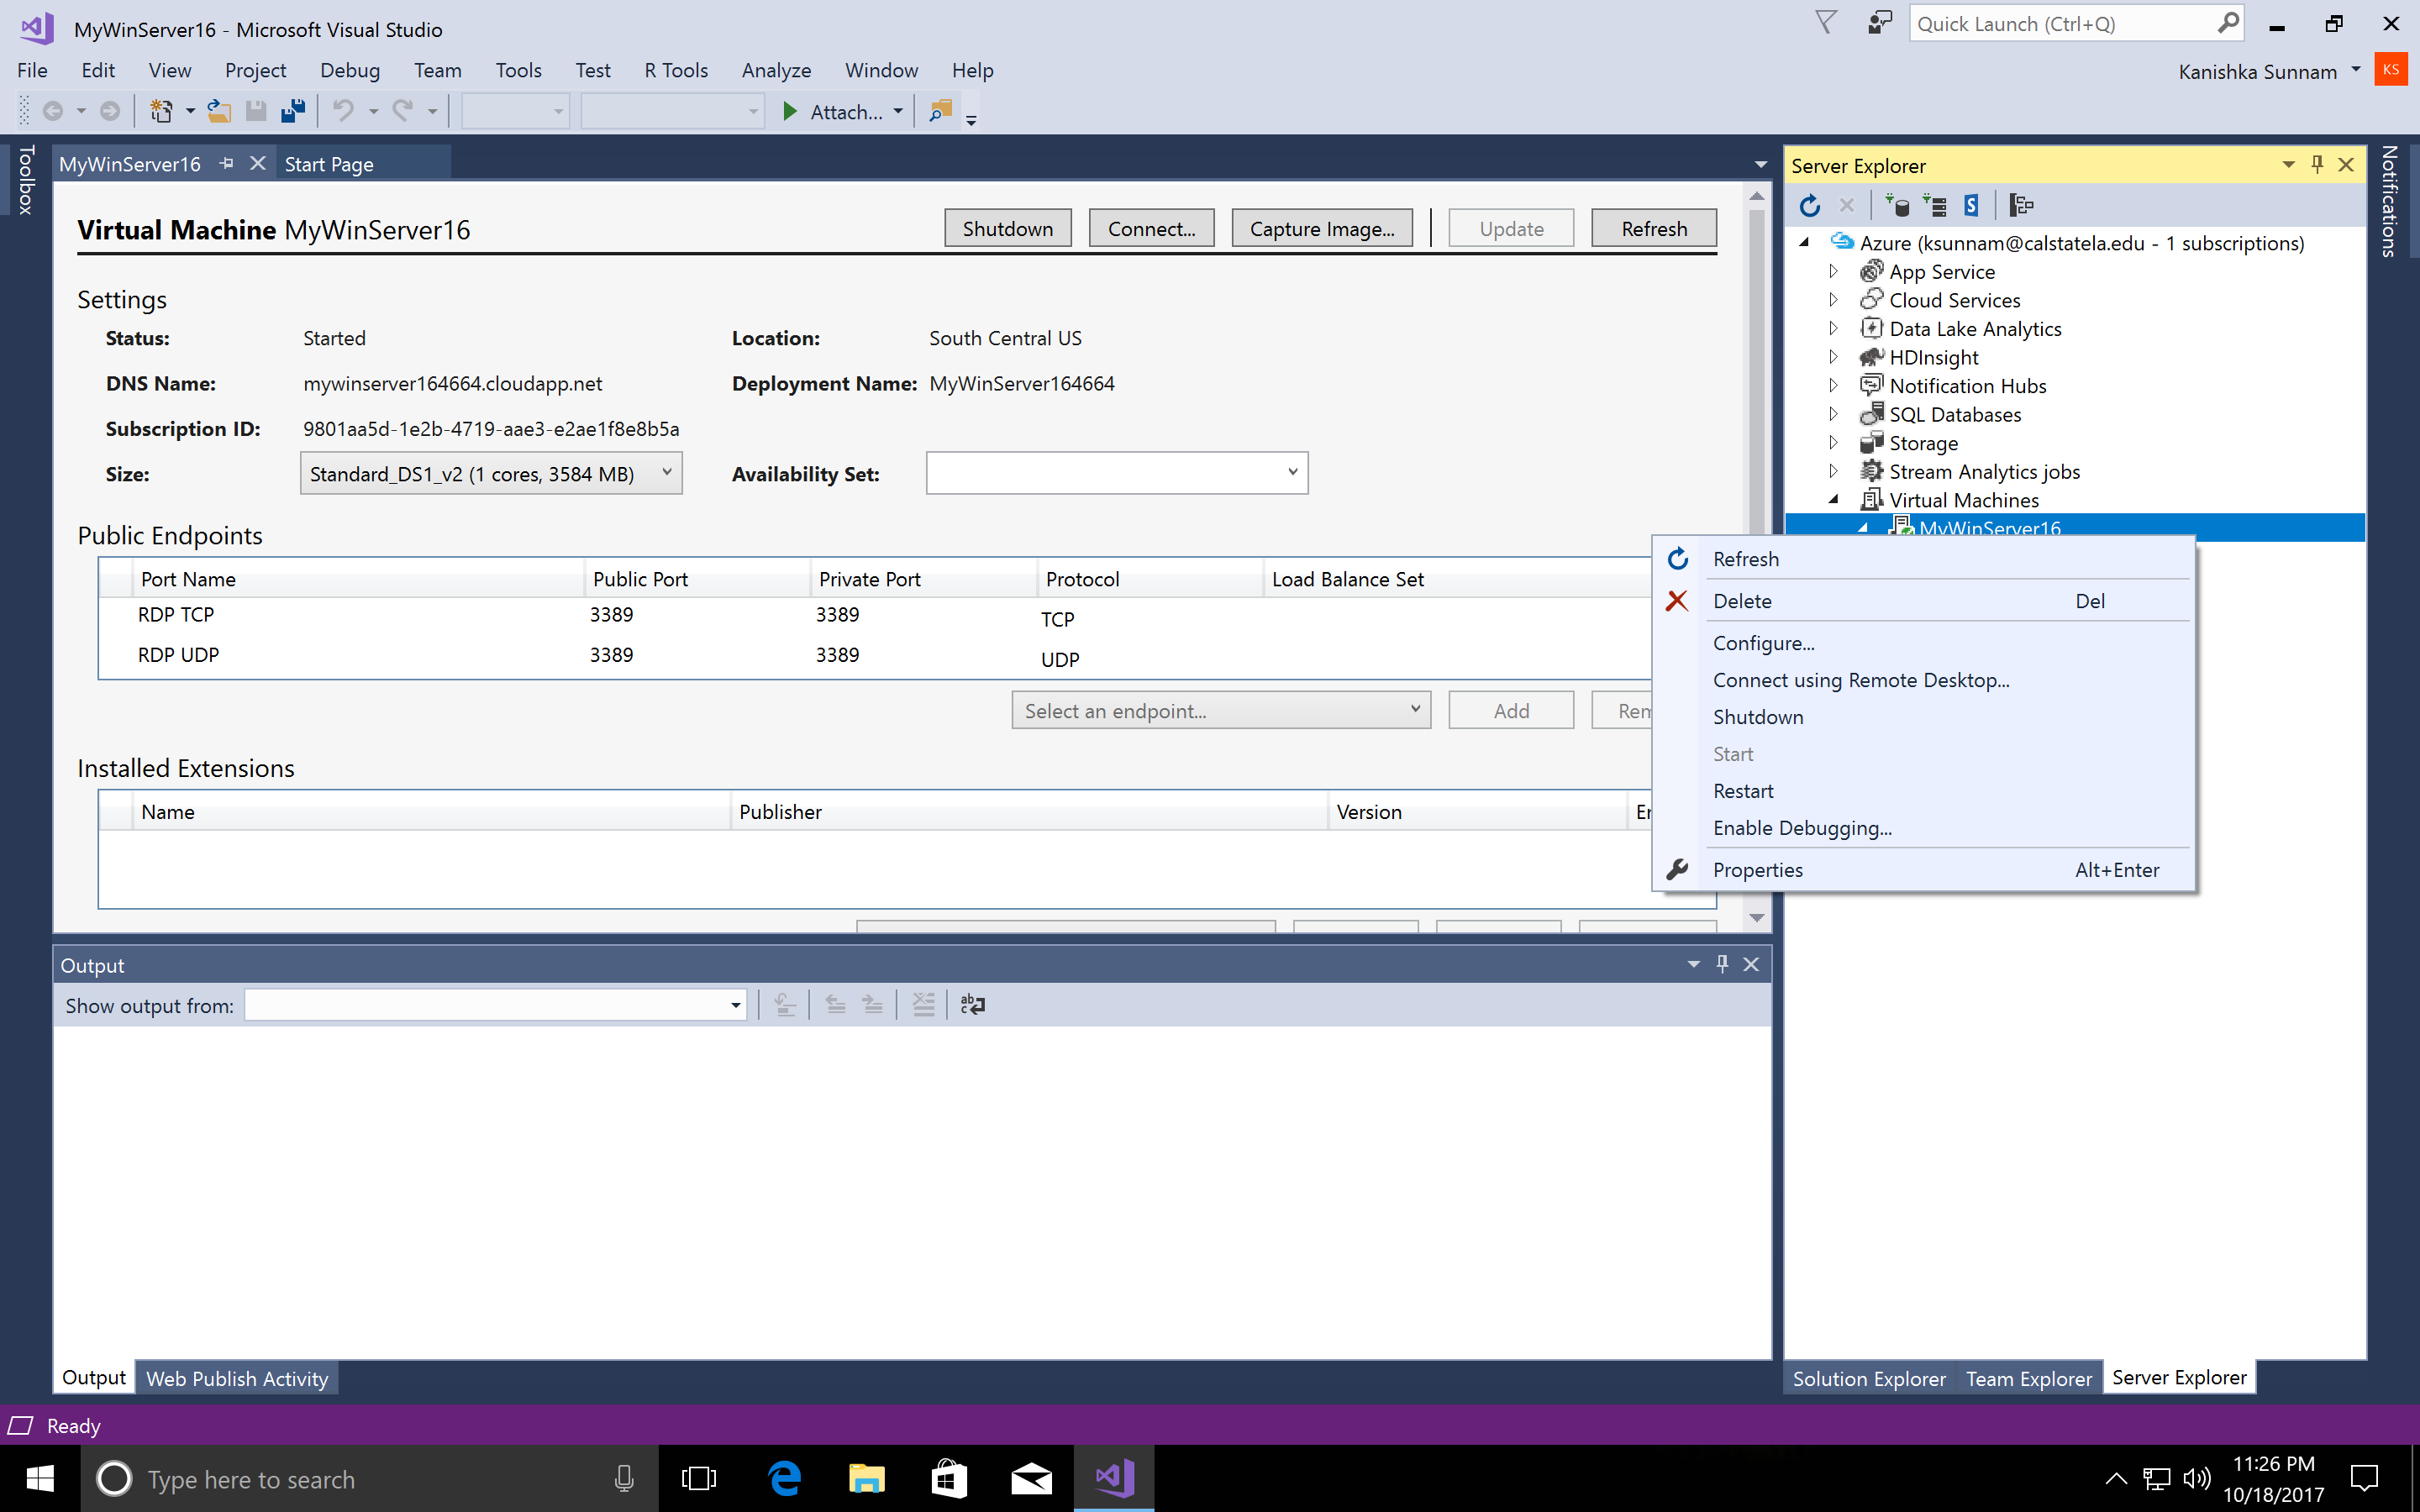 MyWinServer16 - Microsoft Visual Studio
Quick Launch (Ctrl+Q)
File Edit View Project Debug Team Tools Test R Tools Analyze Window Help
Kanishka Sunnam KS
Attach...
Toolbox
MyWinServer16 Start Page
Virtual Machine MyWinServer16
Shutdown Connect... Capture Image... Update Refresh
Settings
Status: Started Location: South Central US
DNS Name: mywinserver164664.cloudapp.net Deployment Name: MyWinServer164664
Subscription ID: 9801aa5d-1e2b-4719-aae3-e2ae1f8e8b5a
Size: Standard_DS1_v2 (1 cores, 3584 MB) Availability Set:
Public Endpoints
Port Name Public Port Private Port Protocol Load Balance Set
RDP TCP 3389 3389 TCP
RDP UDP 3389 3389 UDP
Select an endpoint... Add Rem
Installed Extensions
Name Publisher Version
Output
Show output from:
Output Web Publish Activity
Server Explorer
Azure (ksunnam@calstatela.edu - 1 subscriptions)
App Service
Cloud Services
Data Lake Analytics
HDInsight
Notification Hubs
SQL Databases
Storage
Stream Analytics jobs
Virtual Machines
MyWinServer16
Refresh
Delete Del
Configure...
Connect using Remote Desktop...
Shutdown
Start
Restart
Enable Debugging...
Properties Alt+Enter
Solution Explorer Team Explorer Server Explorer
Notifications
Ready
Type here to search
11:26 PM
10/18/2017